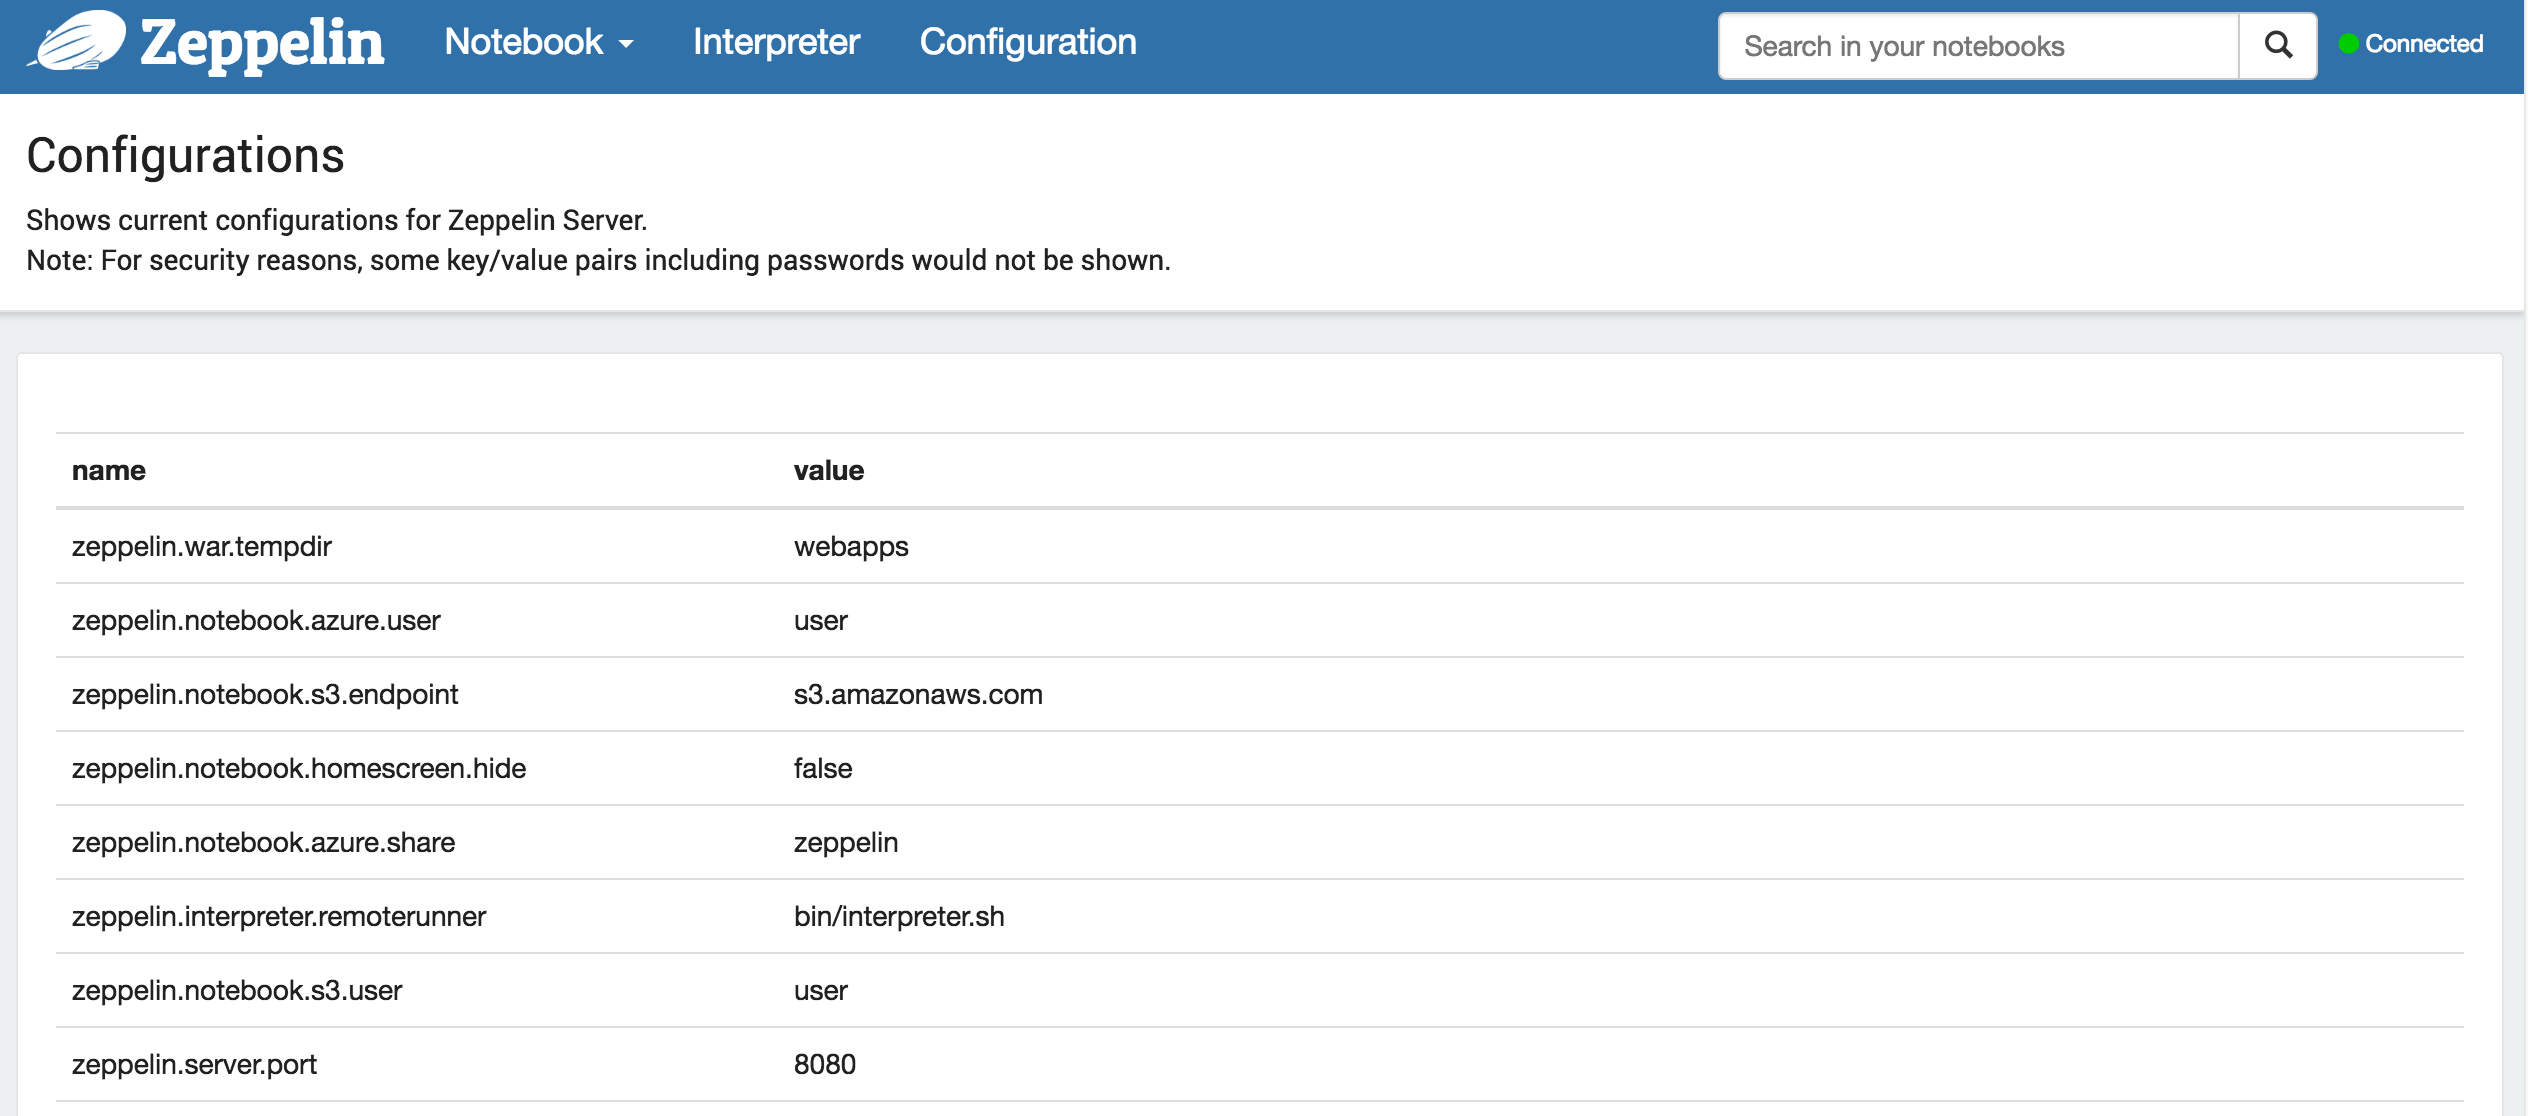 Zeppelin Notebook Interpreter Configuration Search in your notebooks Connected
Configurations
Shows current configurations for Zeppelin Server.
Note: For security reasons, some key/value pairs including passwords would not be shown.
name value
zeppelin.war.tempdir webapps
zeppelin.notebook.azure.user user
zeppelin.notebook.s3.endpoint s3.amazonaws.com
zeppelin.notebook.homescreen.hide false
zeppelin.notebook.azure.share zeppelin
zeppelin.interpreter.remoterunner bin/interpreter.sh
zeppelin.notebook.s3.user user
zeppelin.server.port 8080